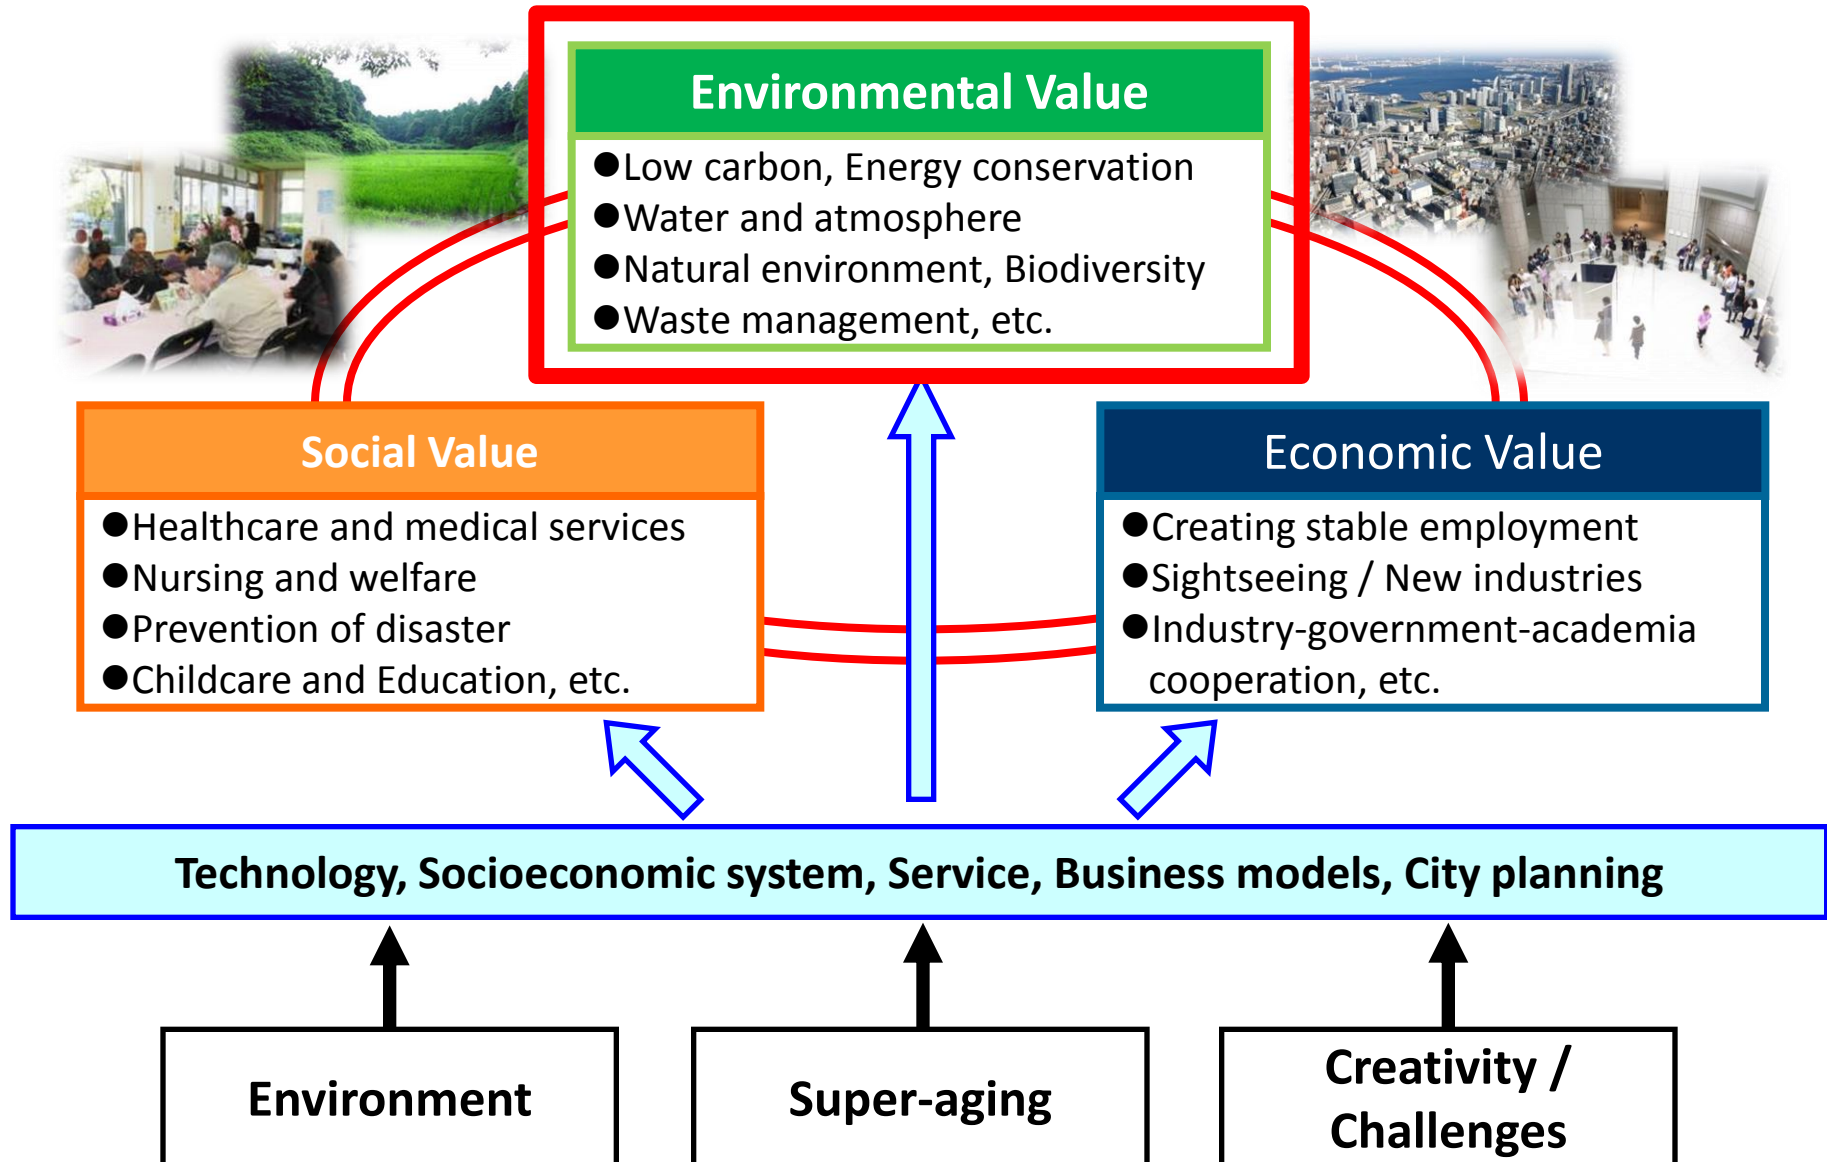 Environmental Value
●Low carbon, Energy conservation
●Water and atmosphere
●Natural environment, Biodiversity
●Waste management, etc.
Social Value
●Healthcare and medical services
●Nursing and welfare
●Prevention of disaster
●Childcare and Education, etc.
Economic Value
●Creating stable employment
●Sightseeing / New industries
●Industry-government-academia
cooperation, etc.
Technology, Socioeconomic system, Service, Business models, City planning
Environment
Super-aging
Creativity /
Challenges